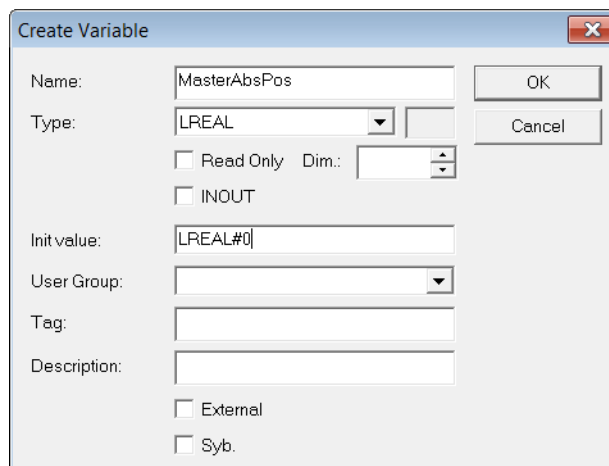 Create Variable
Name: MasterAbsPos OK
Type: LREAL Cancel
Read Only Dim.:
INOUT
Init value: LREAL#0
User Group:
Tag:
Description:
External
Syb.